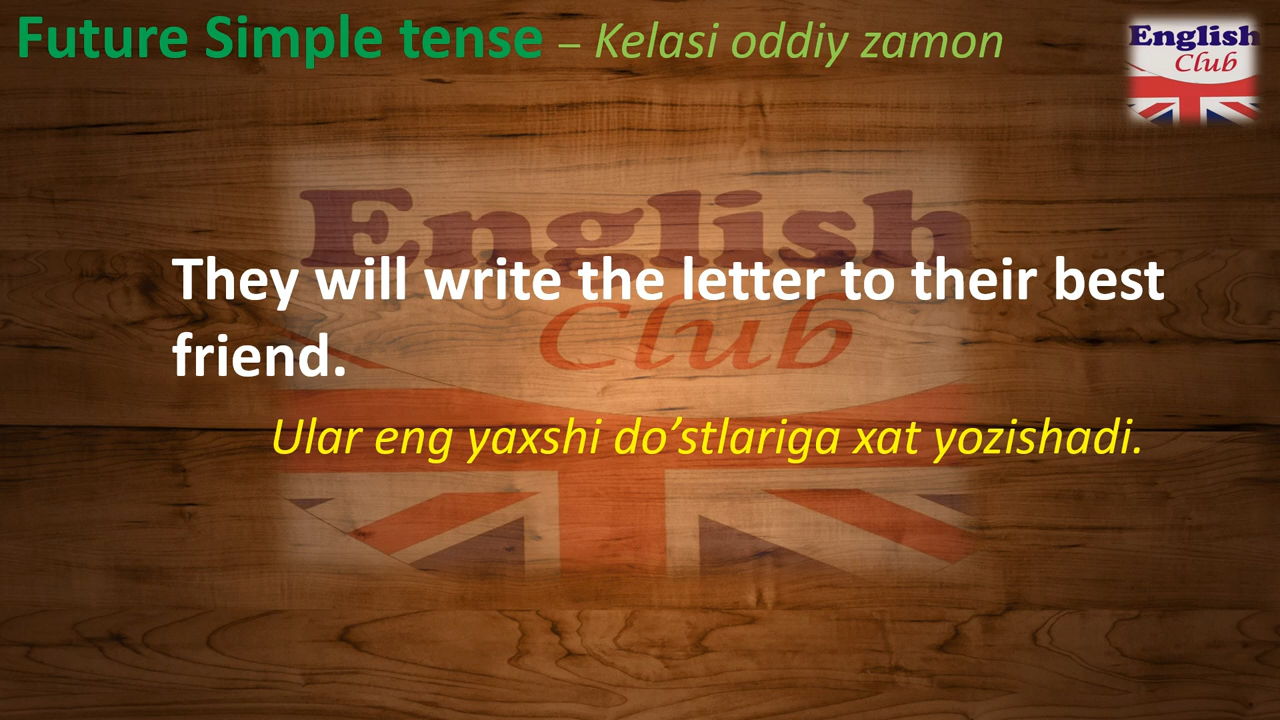 Future Simple tense – Kelasi oddiy zamon
English
Club
English
Club
They will write the letter to their best
friend.
Ular eng yaxshi do’stlariga xat yozishadi.